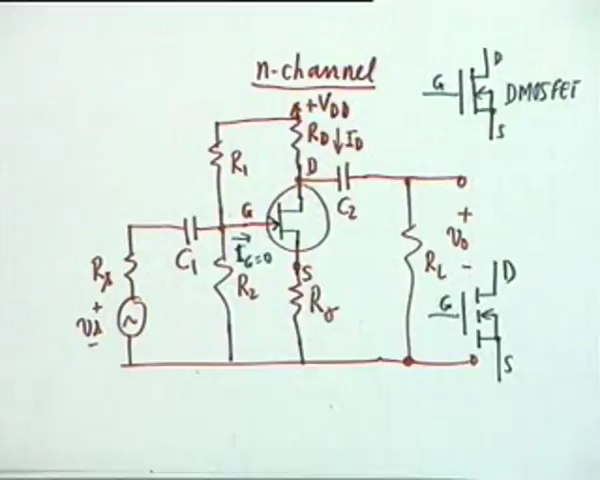 n-channel
+VDD
RD ↓ID
D
R1
G
C2
C1
IG=0
S
R2
Rs
+
vs
-
+
vo
-
RL
G
D
DMOSFET
S
D
G
S